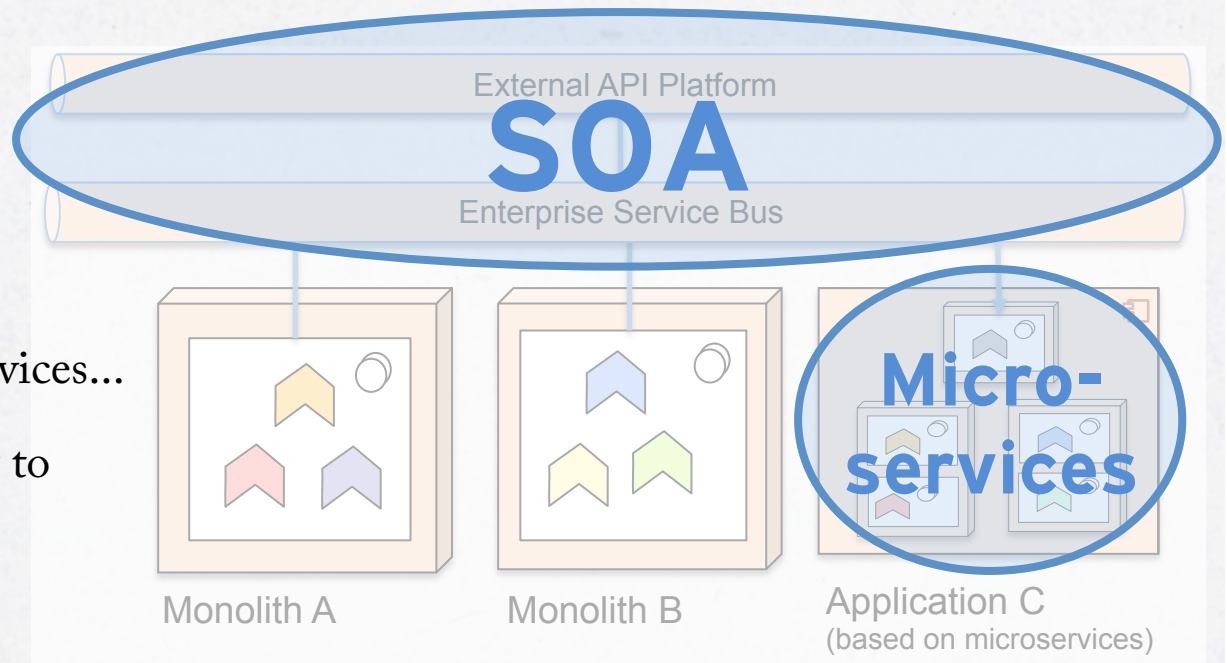 External API Platform
SOA
Enterprise Service Bus
vices...
to
Micro-
services
Monolith A
Monolith B
Application C
(based on microservices)